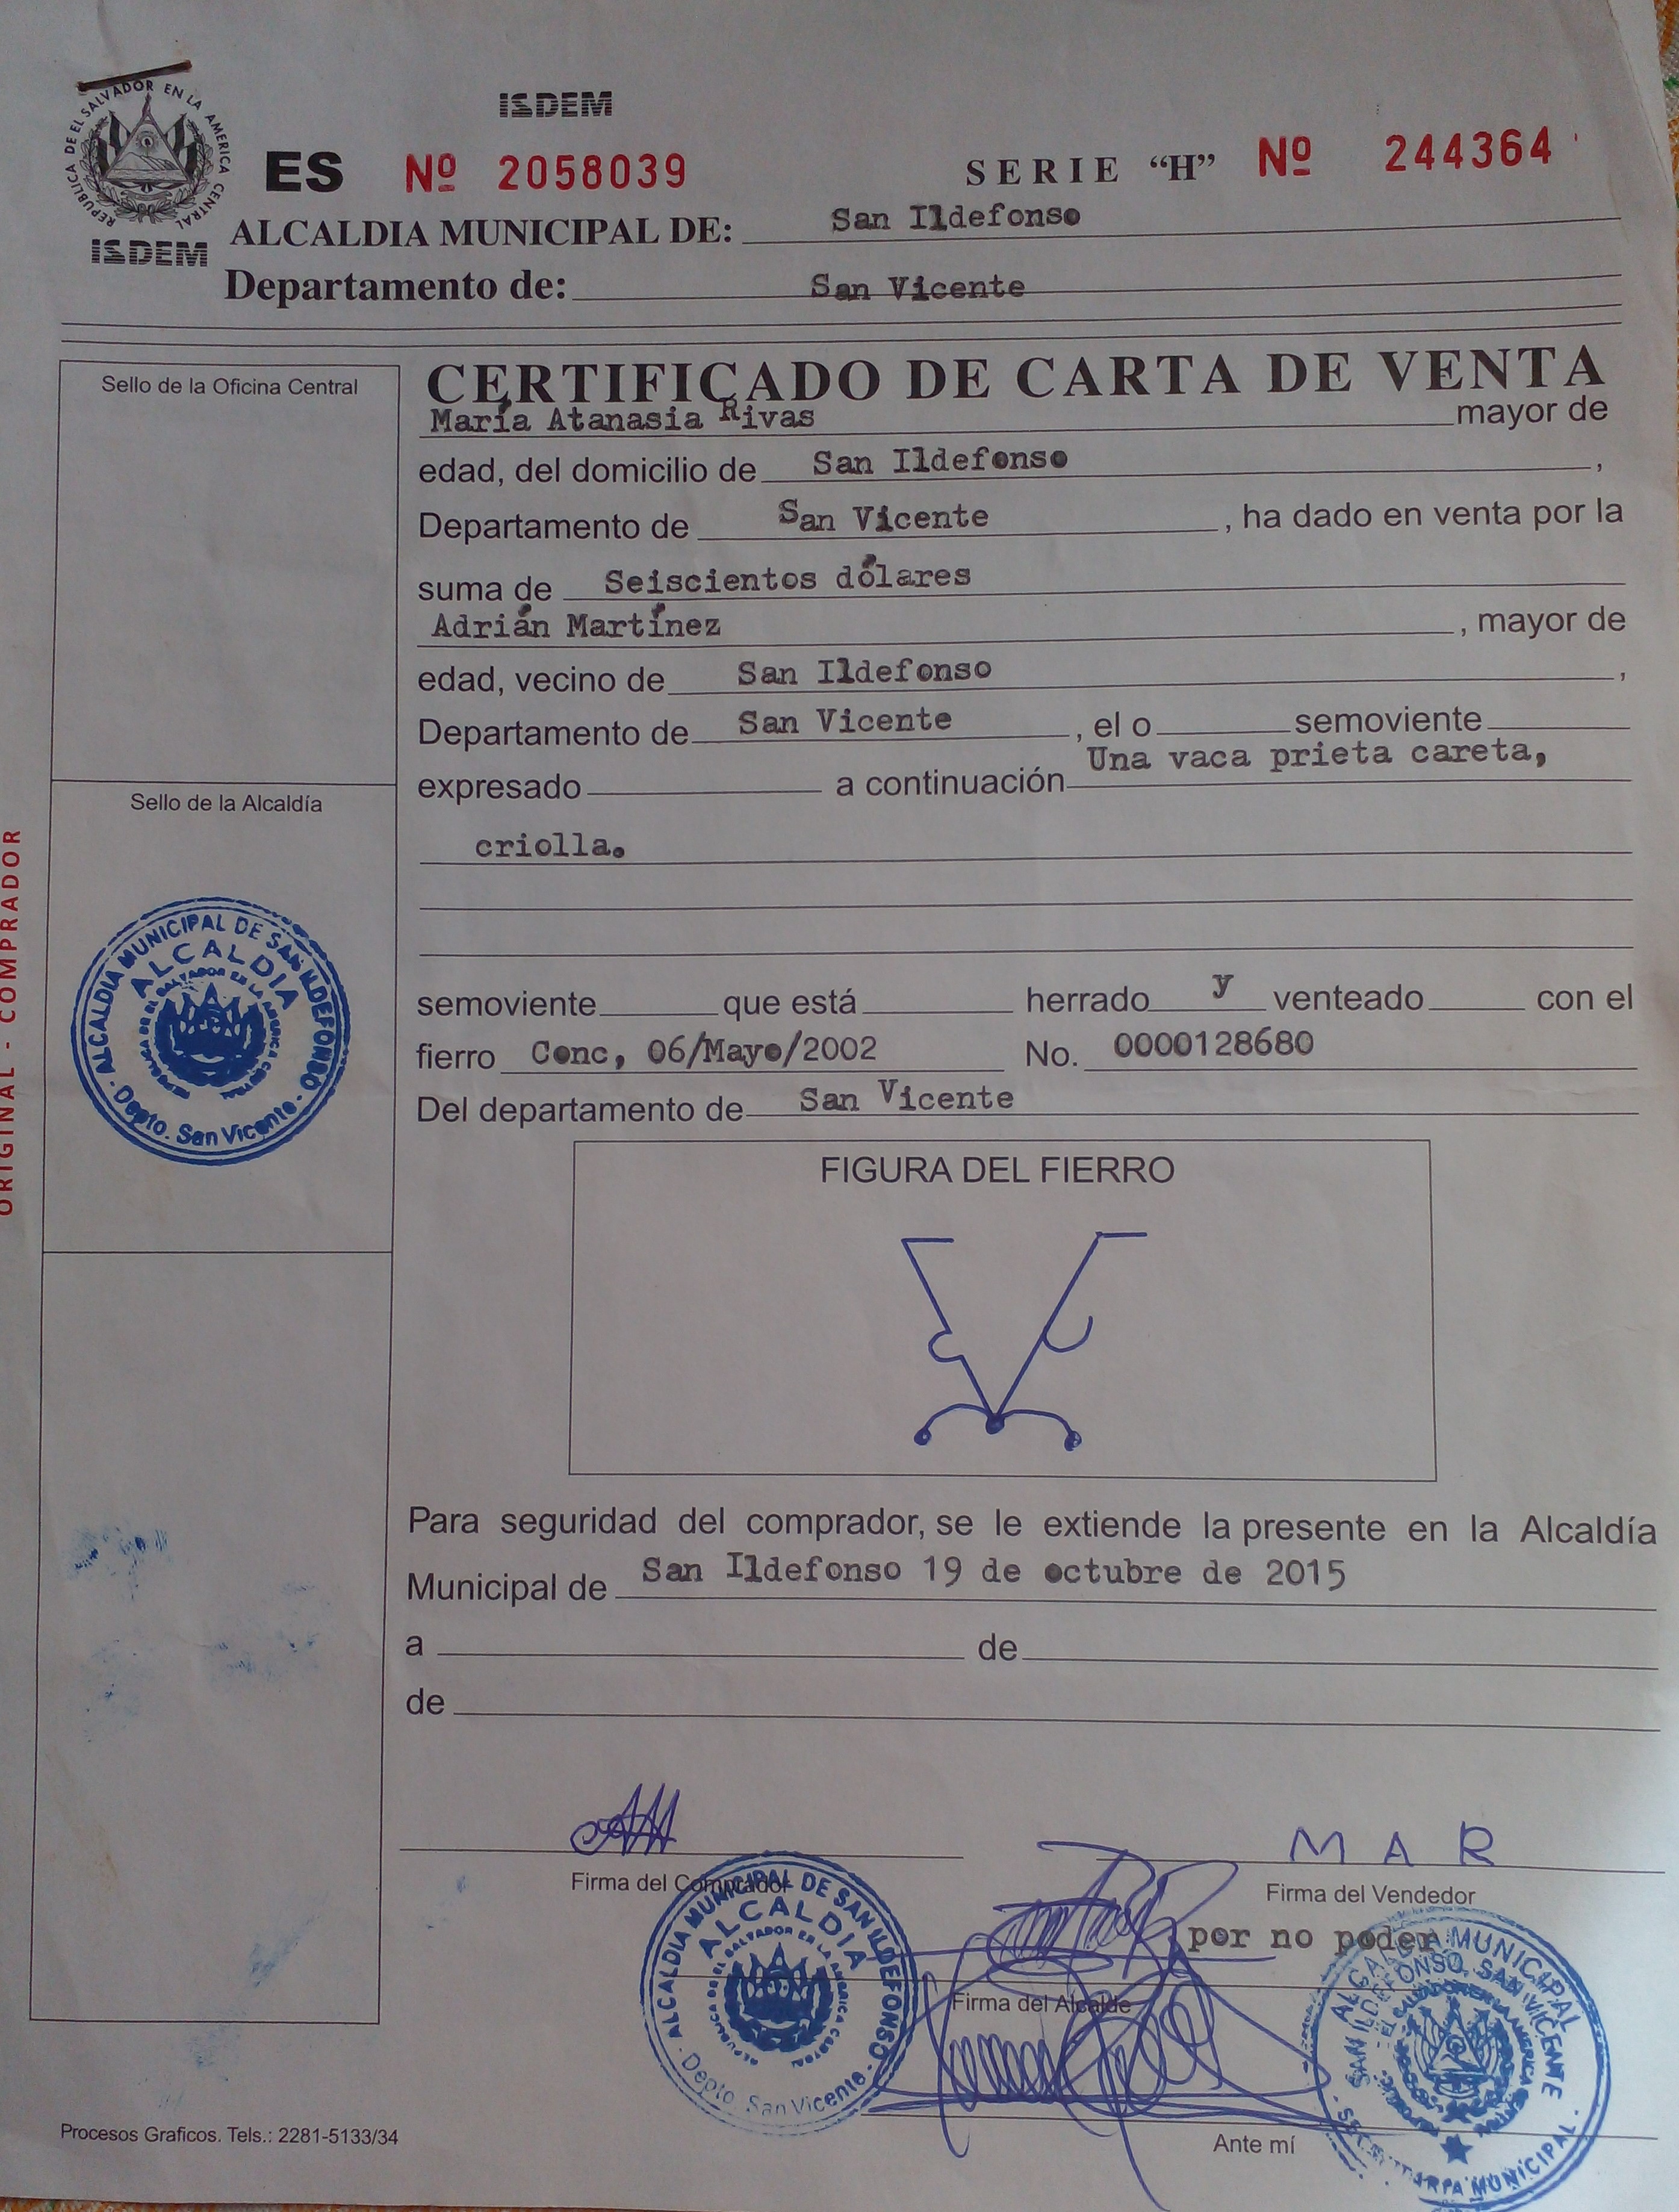 REPUBLICA DE EL SALVADOR EN LA AMERICA CENTRAL
ISDEM
ISDEM
ES Nº 2058039 SERIE “H” Nº 244364
ALCALDIA MUNICIPAL DE: San Ildefonso
Departamento de: San Vicente
CERTIFICADO DE CARTA DE VENTA
María Atanasia Rivas mayor de
edad, del domicilio de San Ildefonso ,
Departamento de San Vicente , ha dado en venta por la
suma de Seiscientos dólares
Adrián Martínez , mayor de
edad, vecino de San Ildefonso ,
Departamento de San Vicente , el o semoviente
expresado a continuación Una vaca prieta careta,
criolla.
semoviente que está herrado y venteado con el
fierro Conc, 06/Mayo/2002 No. 0000128680
Del departamento de San Vicente
FIGURA DEL FIERRO
Para seguridad del comprador, se le extiende la presente en la Alcaldía
Municipal de San Ildefonso 19 de octubre de 2015
a de
de
Sello de la Oficina Central
Sello de la Alcaldía
ALCALDIA MUNICIPAL DE SAN ILDEFONSO
ALCALDIA
REPUBLICA DE EL SALVADOR EN LA AMERICA CENTRAL
Depto. San Vicente
ORIGINAL - COMPRADOR
M A R
Firma del Comprador
Firma del Vendedor
por no poder
Firma del Alcalde
Ante mí
ALCALDIA MUNICIPAL DE SAN ILDEFONSO
ALCALDIA
REPUBLICA DE EL SALVADOR EN LA AMERICA CENTRAL
Depto. San Vicente
ALCALDIA MUNICIPAL
SAN ILDEFONSO, SAN VICENTE
SECRETARIA MUNICIPAL
Procesos Graficos. Tels.: 2281-5133/34